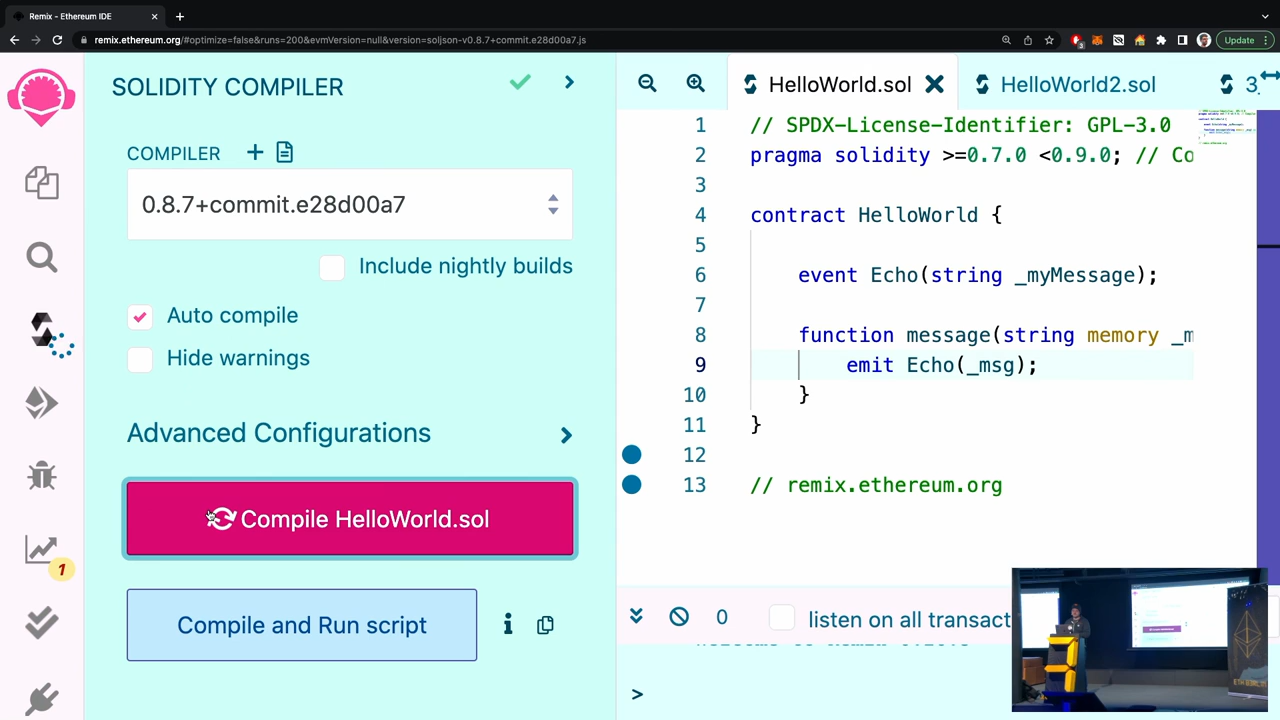 Remix - Ethereum IDE
remix.ethereum.org/#optimize=false&runs=200&evmVersion=null&version=soljson-v0.8.7+commit.e28d00a7.js
Update
3
SOLIDITY COMPILER
COMPILER
0.8.7+commit.e28d00a7
Include nightly builds
Auto compile
Hide warnings
Advanced Configurations
Compile HelloWorld.sol
Compile and Run script
1
HelloWorld.sol
HelloWorld2.sol
3
1 // SPDX-License-Identifier: GPL-3.0
2 pragma solidity >=0.7.0 <0.9.0; // Co
3
4 contract HelloWorld {
5
6 event Echo(string _myMessage);
7
8 function message(string memory _m
9 emit Echo(_msg);
10 }
11 }
12
13 // remix.ethereum.org
0
listen on all transact
>